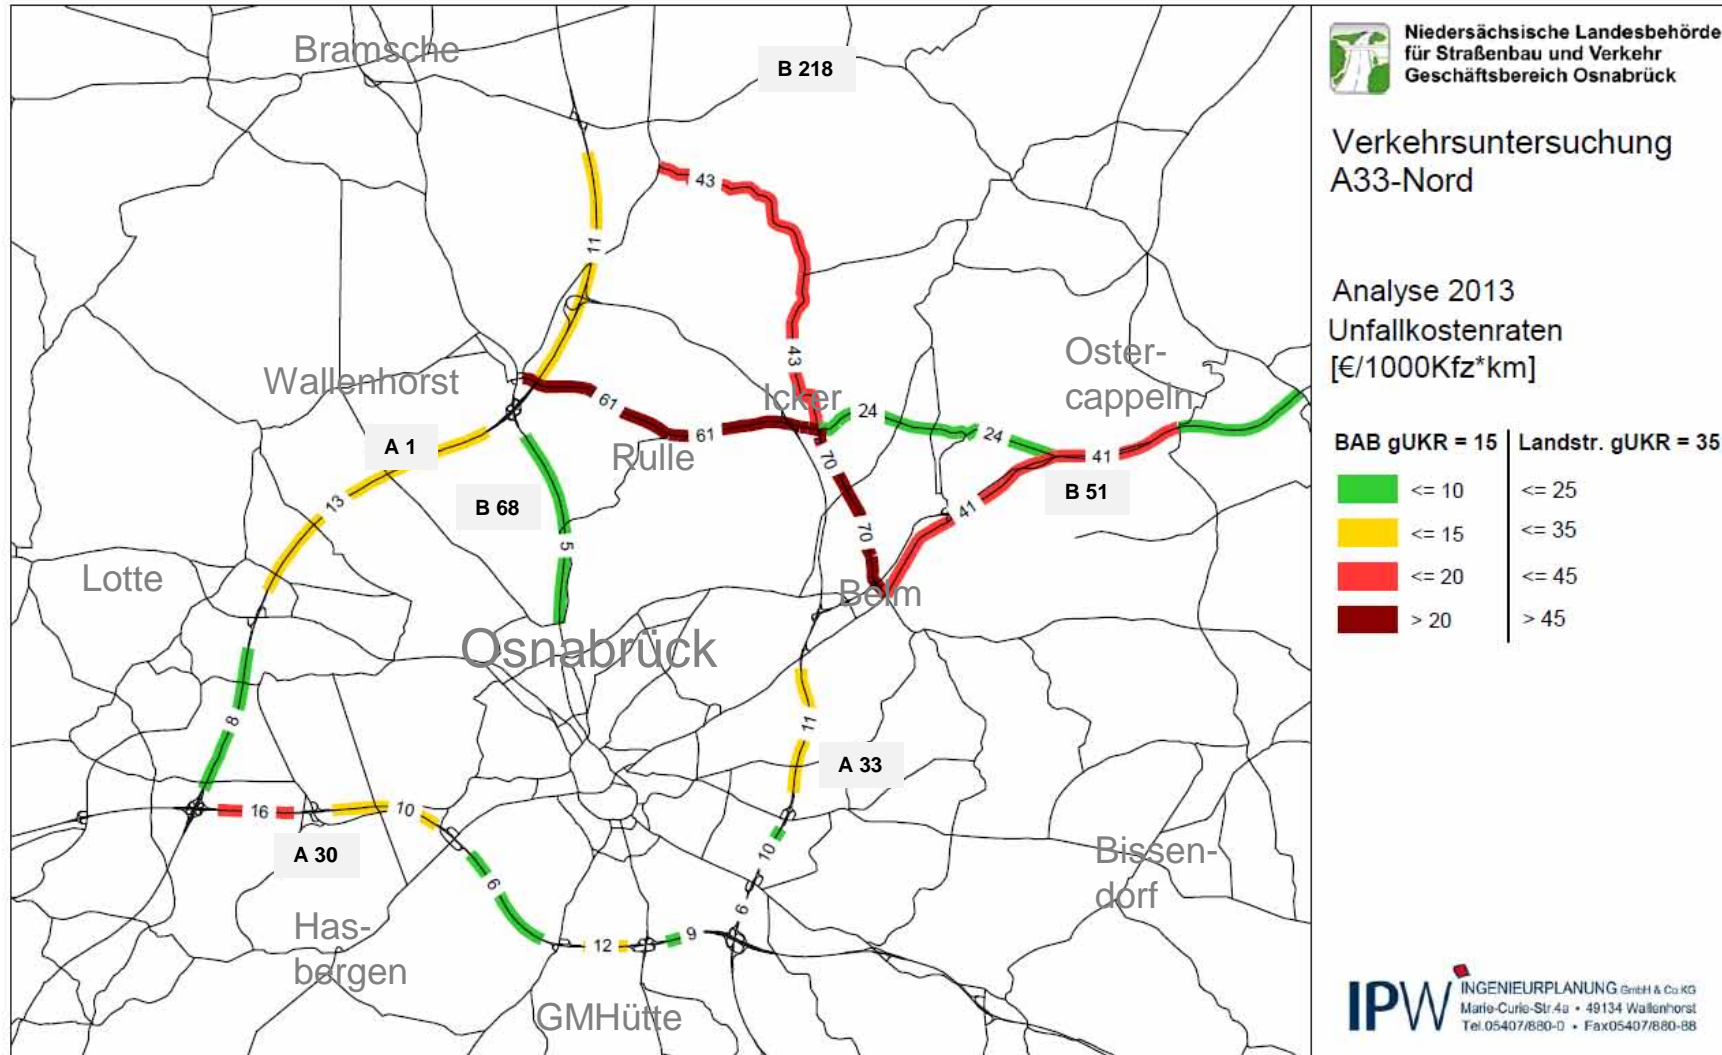 Bramsche
B 218
43
11
43
Oster-
cappeln
Wallenhorst
Icker
61
24
A 1
61
24
Rulle
70
41
B 51
13
B 68
41
70
5
Lotte
Belm
Osnabrück
8
11
A 33
16
10
A 30
10
Bissen-
dorf
6
6
Has-
bergen
12
9
GMHütte
Niedersächsische Landesbehörde
für Straßenbau und Verkehr
Geschäftsbereich Osnabrück
Verkehrsuntersuchung
A33-Nord
Analyse 2013
Unfallkostenraten
[€/1000Kfz*km]
BAB gUKR = 15 Landstr. gUKR = 35
<= 10 <= 25
<= 15 <= 35
<= 20 <= 45
> 20 > 45
IPW INGENIEURPLANUNG GmbH & Co.KG
Marie-Curie-Str.4a • 49134 Wallenhorst
Tel.05407/880-0 • Fax05407/880-88